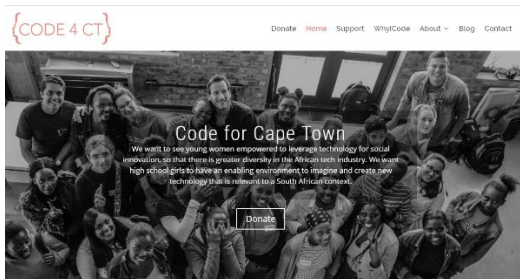 {CODE 4 CT}
Donate Home Support Why!Code About Blog Contact
Code for Cape Town
We want to see young women empowered to leverage technology for social
innovation, so that there is greater diversity in the African tech industry. We want
high school girls to have an enabling environment to imagine and create new
technology that is relevant to a South African context.
Donate